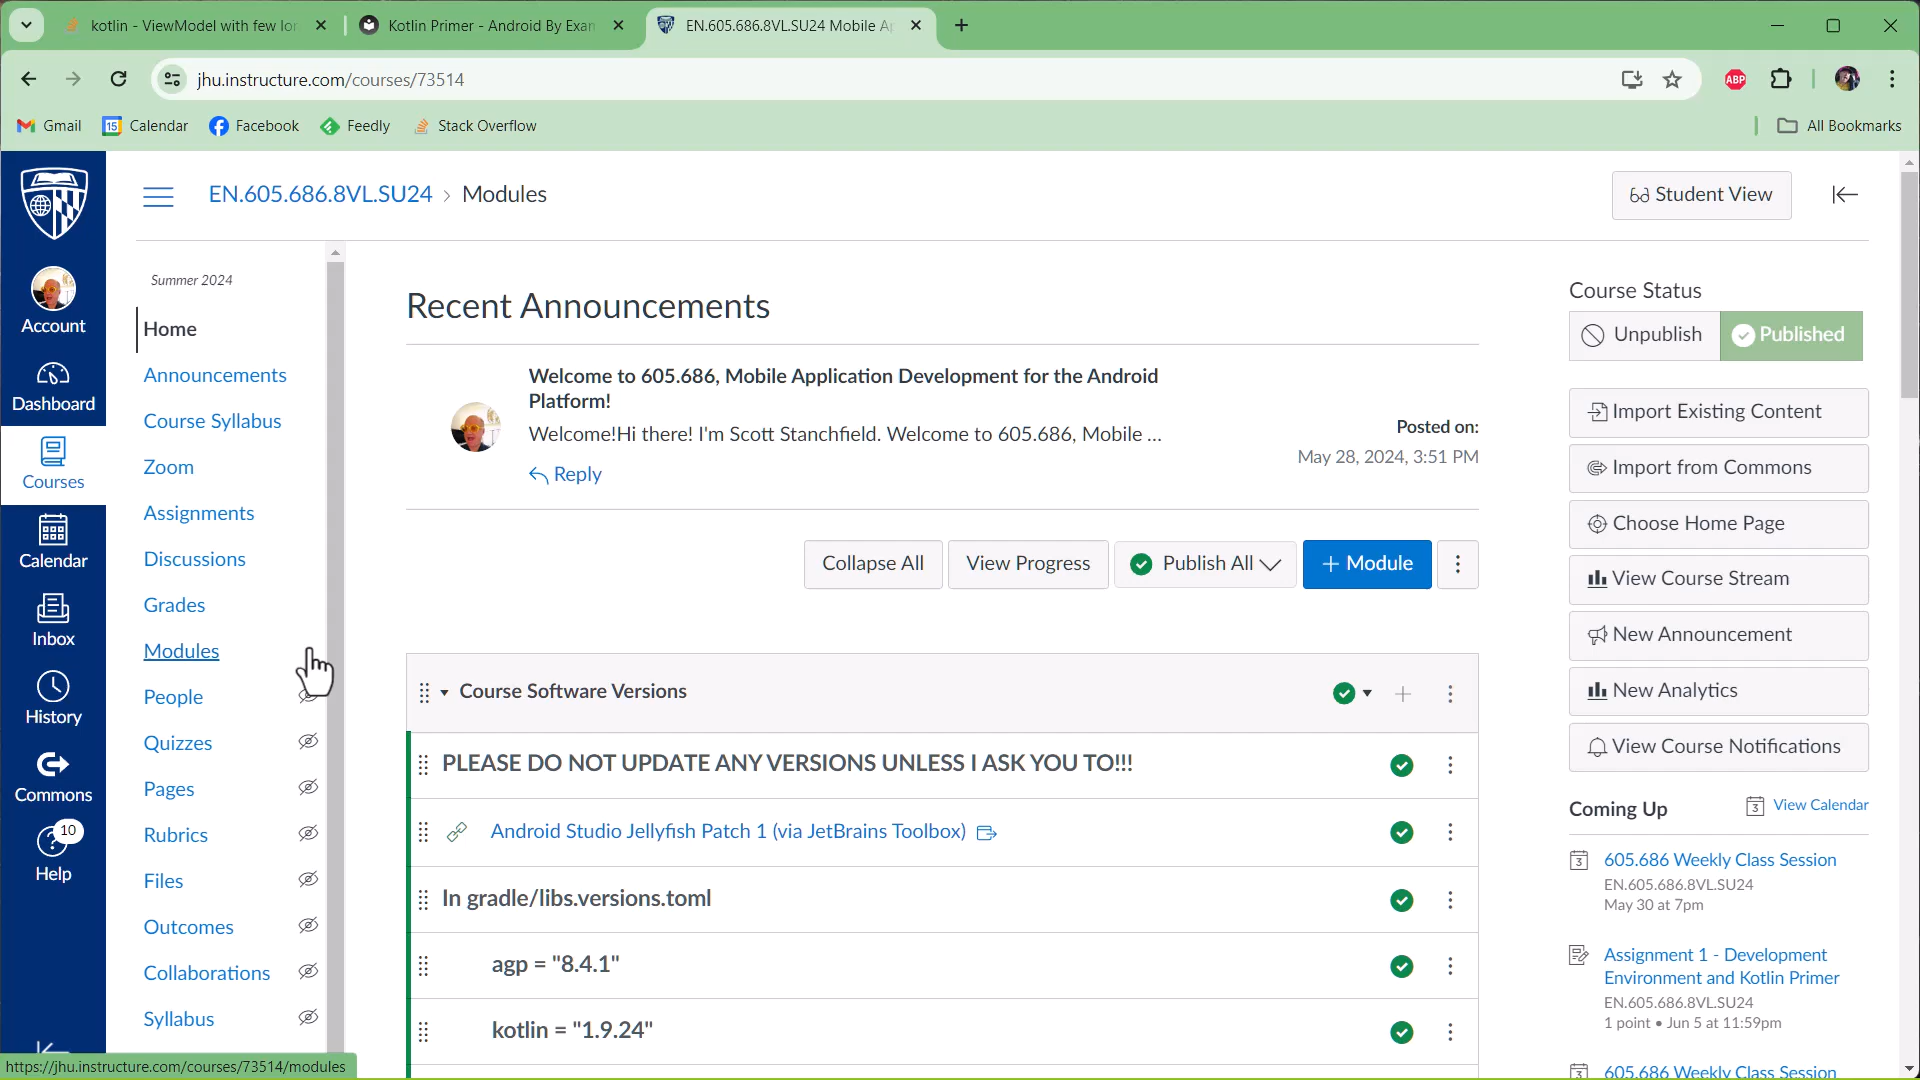 kotlin - ViewModel with few lon
Kotlin Primer - Android By Exam
EN.605.686.8VL.SU24 Mobile Ap
jhu.instructure.com/courses/73514
ABP
Gmail
15
Calendar
Facebook
Feedly
Stack Overflow
All Bookmarks
EN.605.686.8VL.SU24 › Modules
Student View
Account
Dashboard
Courses
Calendar
Inbox
History
Commons
10
Help
Summer 2024
Home
Announcements
Course Syllabus
Zoom
Assignments
Discussions
Grades
Modules
People
Quizzes
Pages
Rubrics
Files
Outcomes
Collaborations
Syllabus
Recent Announcements
Welcome to 605.686, Mobile Application Development for the Android
Platform!
Welcome!Hi there! I'm Scott Stanchfield. Welcome to 605.686, Mobile ...
Reply
Posted on:
May 28, 2024, 3:51 PM
Collapse All
View Progress
Publish All
+ Module
Course Software Versions
PLEASE DO NOT UPDATE ANY VERSIONS UNLESS I ASK YOU TO!!!
Android Studio Jellyfish Patch 1 (via JetBrains Toolbox)
In gradle/libs.versions.toml
agp = "8.4.1"
kotlin = "1.9.24"
Course Status
Unpublish
Published
Import Existing Content
Import from Commons
Choose Home Page
View Course Stream
New Announcement
New Analytics
View Course Notifications
Coming Up
3
View Calendar
3
605.686 Weekly Class Session
EN.605.686.8VL.SU24
May 30 at 7pm
Assignment 1 - Development
Environment and Kotlin Primer
EN.605.686.8VL.SU24
1 point • Jun 5 at 11:59pm
3
605.686 Weekly Class Session
https://jhu.instructure.com/courses/73514/modules